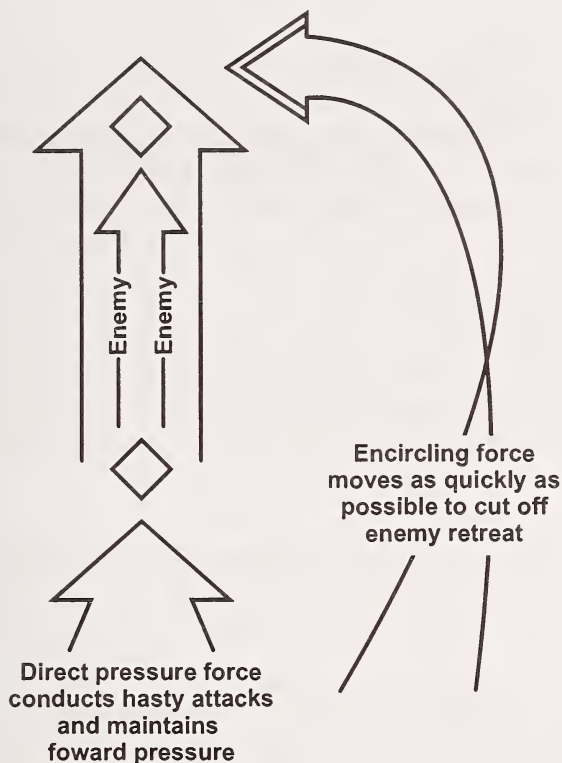 Enemy
Enemy
Encircling force
moves as quickly as
possible to cut off
enemy retreat
Direct pressure force
conducts hasty attacks
and maintains
foward pressure